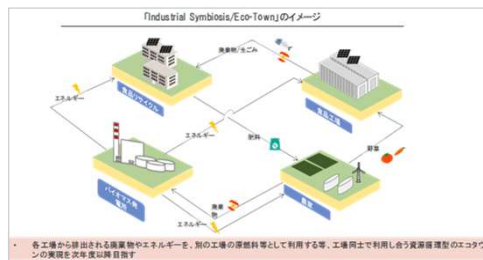 「Industrial Symbiosis/Eco-Town」のイメージ
廃棄物/生ごみ
エネルギー
食品リサイクル
食品工場
エネルギー
肥料
野菜
バイオマス発
電所
廃棄
物
農家
エネルギー
• 各工場から排出される廃棄物やエネルギーを、別の工場の原燃料等として利用する等、工場同士で利用し合う資源循環型のエコタウ
ンの実現を次年度以降目指す